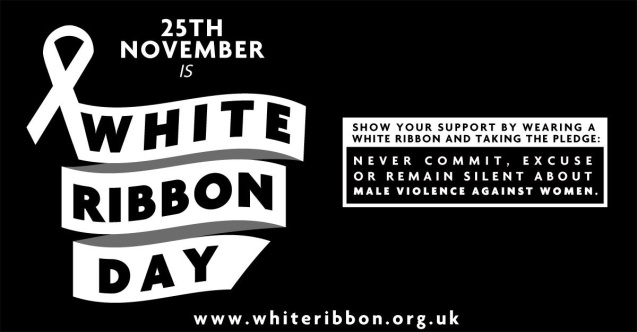 25TH
NOVEMBER
IS
WHITE
RIBBON
DAY
SHOW YOUR SUPPORT BY WEARING A
WHITE RIBBON AND TAKING THE PLEDGE:
NEVER COMMIT, EXCUSE
OR REMAIN SILENT ABOUT
MALE VIOLENCE AGAINST WOMEN.
www.whiteribbon.org.uk